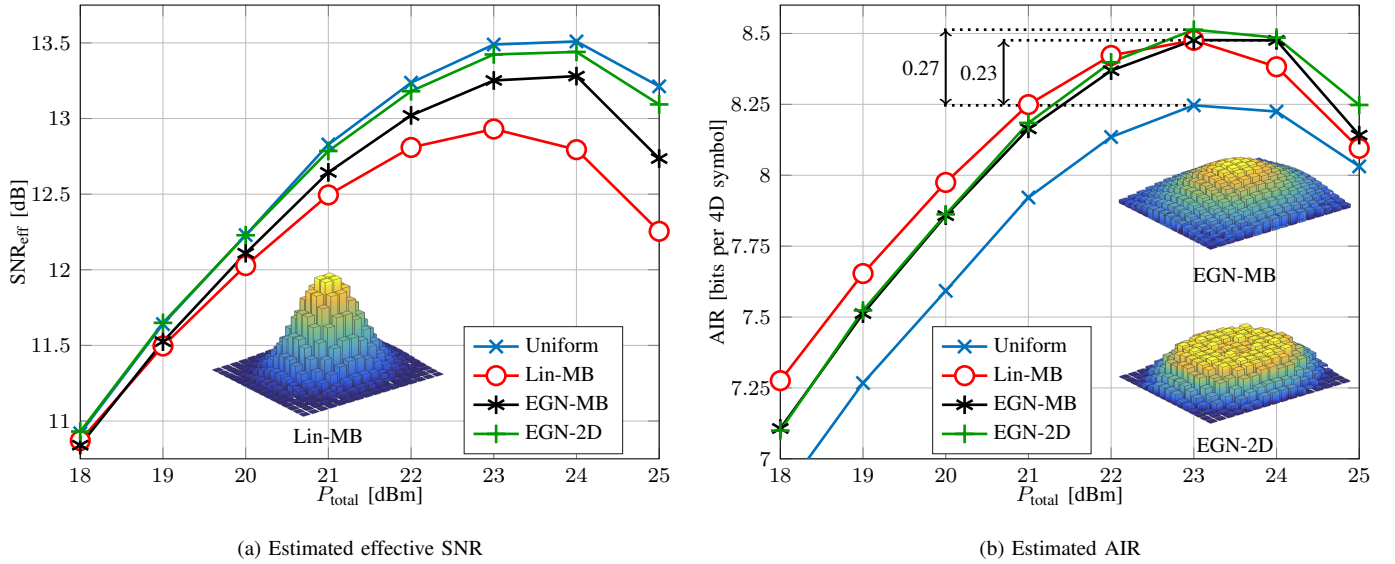 13.5
13
12.5
12
11.5
11
SNR_eff [dB]
18 19 20 21 22 23 24 25
P_total [dBm]
Lin-MB
Uniform
Lin-MB
EGN-MB
EGN-2D
(a) Estimated effective SNR
8.5
8.25
8
7.75
7.5
7.25
7
AIR [bits per 4D symbol]
0.27
0.23
EGN-MB
EGN-2D
Uniform
Lin-MB
EGN-MB
EGN-2D
18 19 20 21 22 23 24 25
P_total [dBm]
(b) Estimated AIR